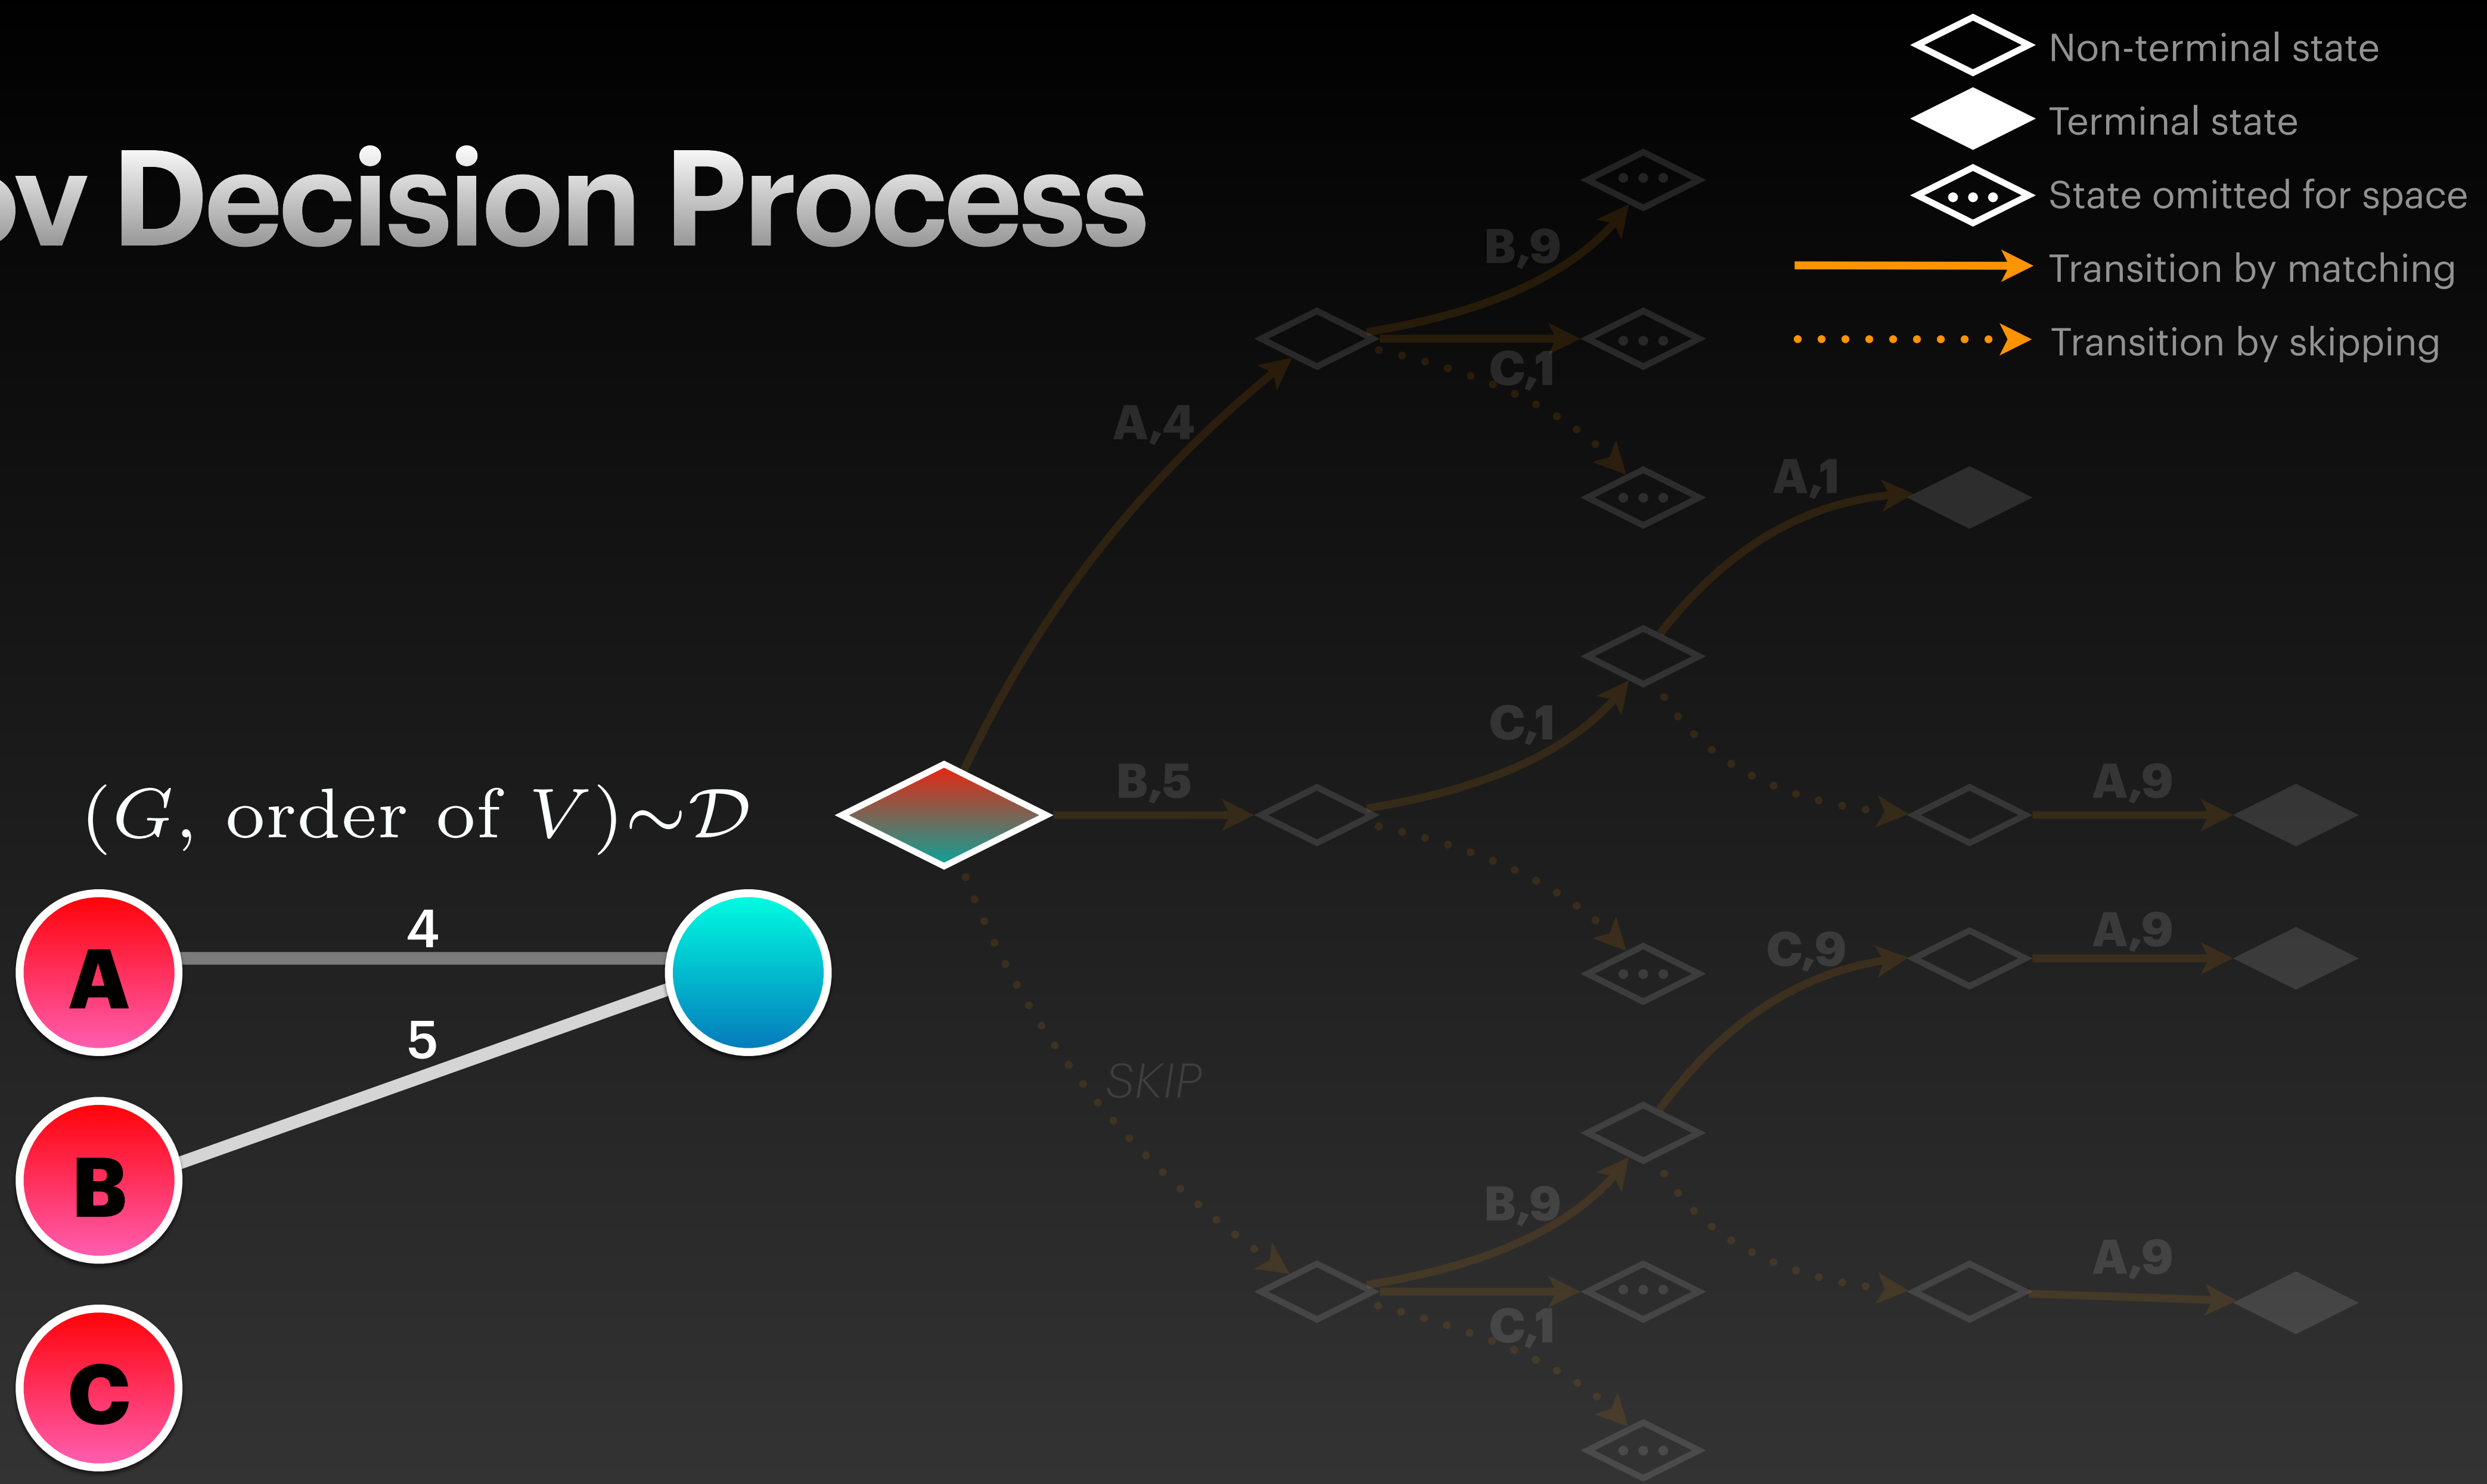 Non-terminal state
Terminal state
State omitted for space
Transition by matching
Transition by skipping
ov Decision Process
B,9
C,1
A,4
A,1
C,1
B,5
A,9
(G, order of V)~𝒟
A
4
B
5
C
C,9
A,9
SKIP
B,9
C,1
A,9